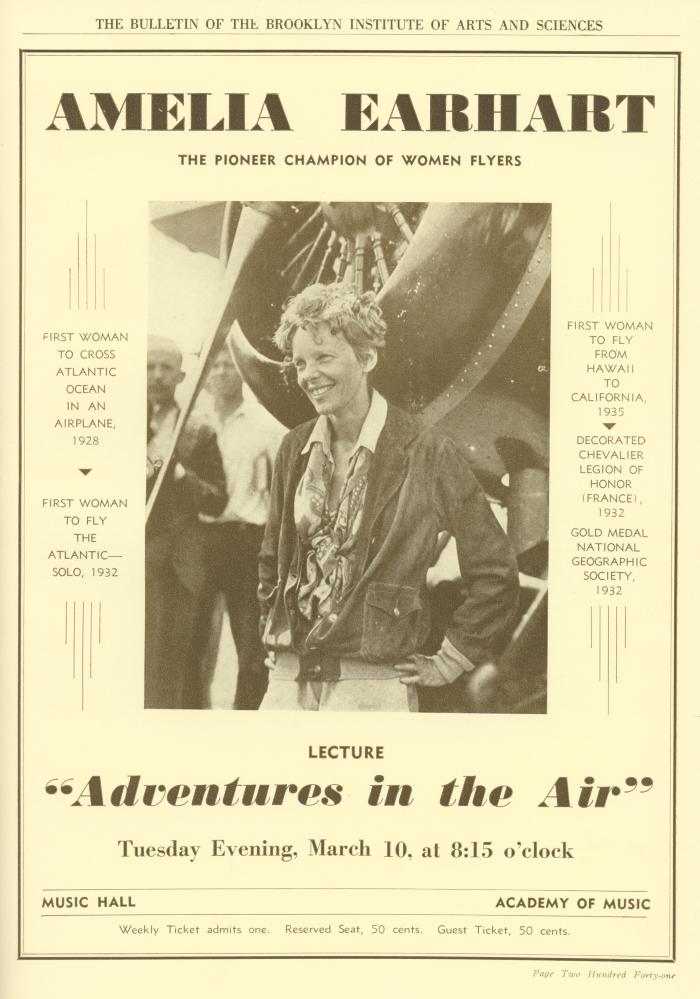 THE BULLETIN OF THE BROOKLYN INSTITUTE OF ARTS AND SCIENCES
AMELIA EARHART
THE PIONEER CHAMPION OF WOMEN FLYERS
FIRST WOMAN
TO CROSS
ATLANTIC
OCEAN
IN AN
AIRPLANE,
1928
FIRST WOMAN
TO FLY
THE
ATLANTIC—
SOLO, 1932
FIRST WOMAN
TO FLY
FROM
HAWAII
TO
CALIFORNIA,
1935
DECORATED
CHEVALIER
LEGION OF
HONOR
(FRANCE),
1932
GOLD MEDAL
NATIONAL
GEOGRAPHIC
SOCIETY,
1932
LECTURE
“Adventures in the Air”
Tuesday Evening, March 10, at 8:15 o’clock
MUSIC HALL ACADEMY OF MUSIC
Weekly Ticket admits one. Reserved Seat, 50 cents. Guest Ticket, 50 cents.
Page Two Hundred Forty-one